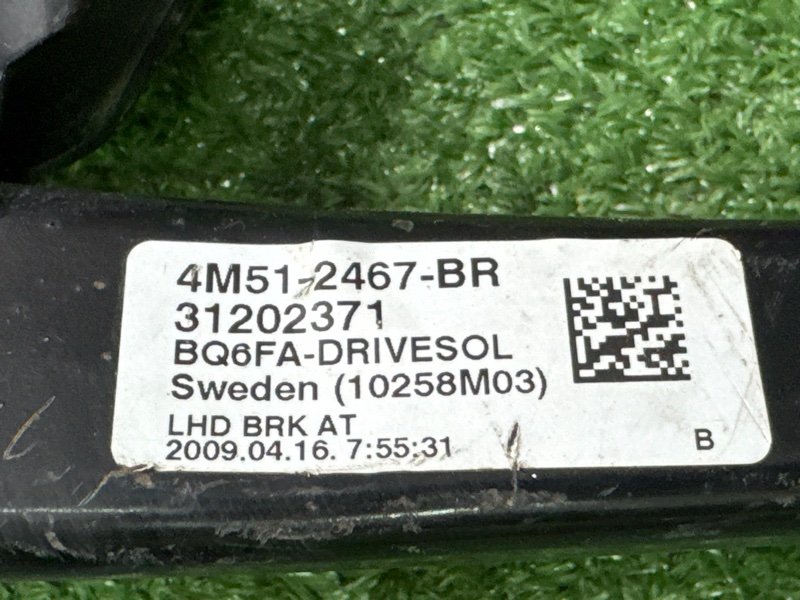 4M51-2467-BR
31202371
BQ6FA-DRIVESOL
Sweden (10258M03)
LHD BRK AT
2009.04.16. 7:55:31
B